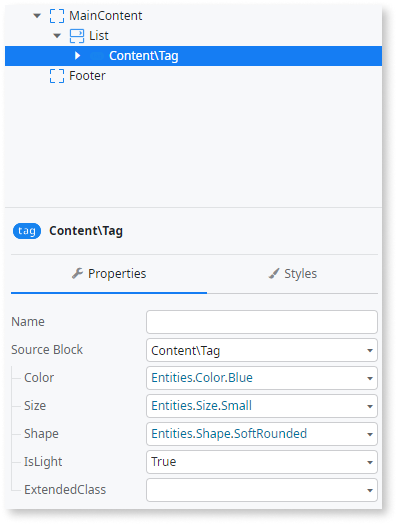 MainContent
List
Content\Tag
Footer
tag Content\Tag
Properties Styles
Name
Source Block Content\Tag
Color Entities.Color.Blue
Size Entities.Size.Small
Shape Entities.Shape.SoftRounded
IsLight True
ExtendedClass